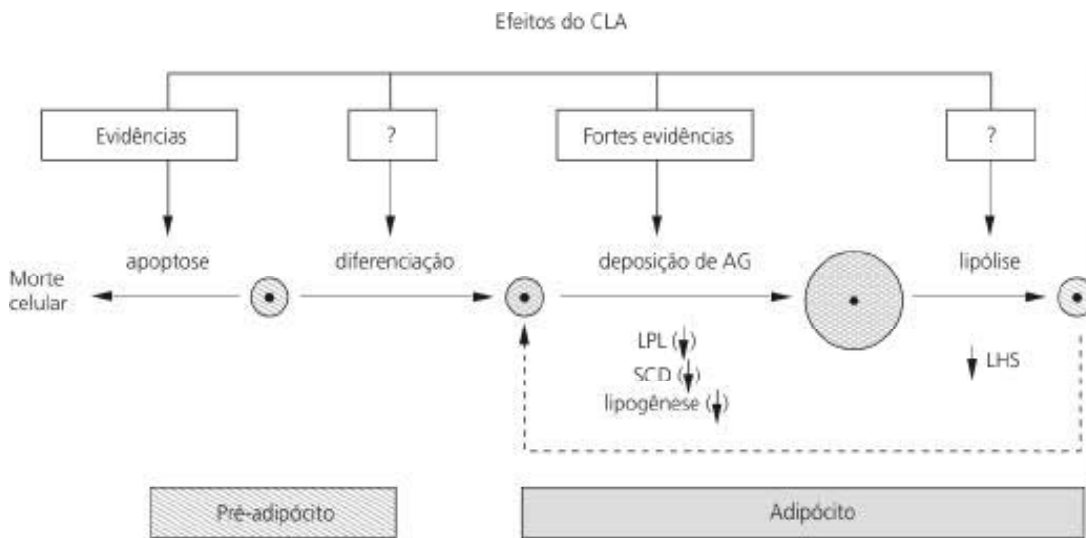 Efeitos do CLA
Evidências
?
Fortes evidências
?
apoptose
diferenciação
deposição de AG
lipólise
Morte
celular
LPL (↓)
SCD (↓)
lipogênese (↓)
↓ LHS
Pré-adipócito
Adipócito